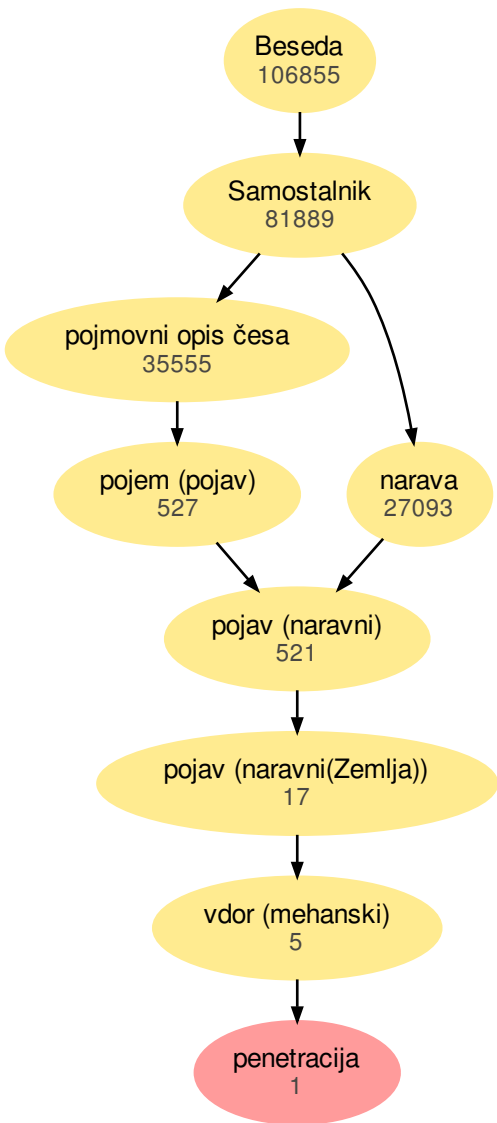 Beseda
106855
Samostalnik
81889
pojmovni opis česa
35555
pojem (pojav)
527
narava
27093
pojav (naravni)
521
pojav (naravni(Zemlja))
17
vdor (mehanski)
5
penetracija
1